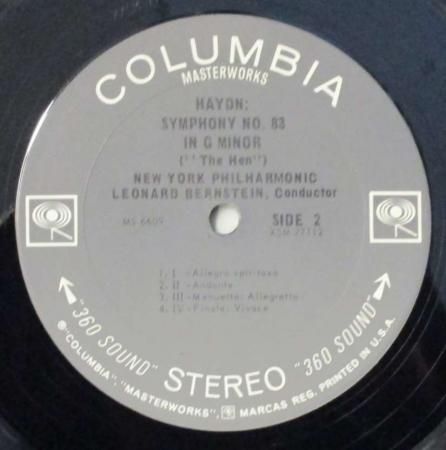 COLUMBIA
MASTERWORKS
HAYDN:
SYMPHONY NO. 83
IN G MINOR
("The Hen")
NEW YORK PHILHARMONIC
LEONARD BERNSTEIN, Conductor
MS 6609
SIDE 2
XSM 77112
1. I -Allegro spiritoso
2. II -Andante
3. III -Menuetto: Allegretto
4. IV -Finale: Vivace
"360 SOUND" STEREO "360 SOUND"
℗"COLUMBIA", "MASTERWORKS", MARCAS REG. PRINTED IN U.S.A.